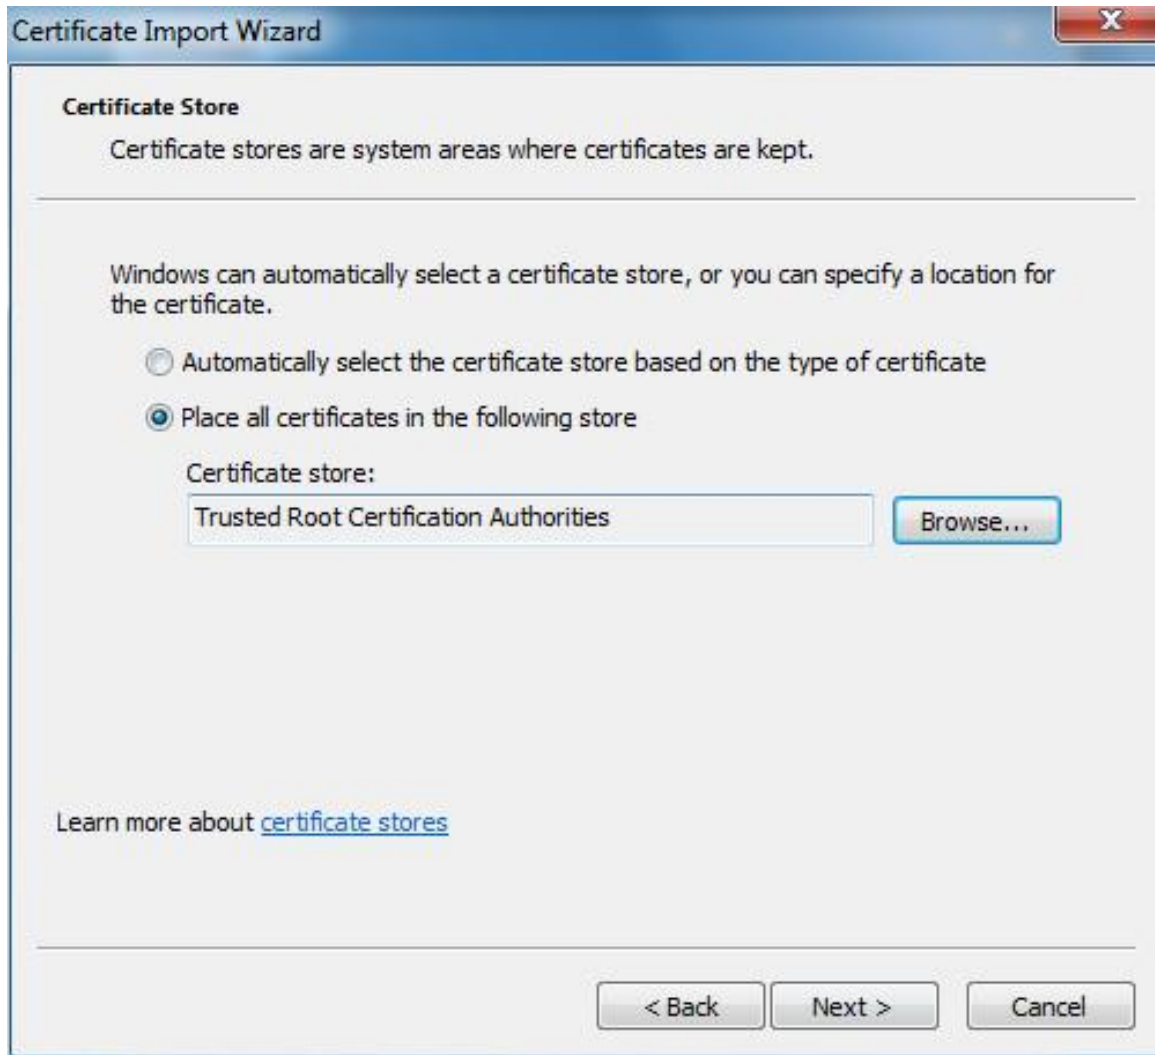 Certificate Import Wizard
Certificate Store
Certificate stores are system areas where certificates are kept.
Windows can automatically select a certificate store, or you can specify a location for
the certificate.
Automatically select the certificate store based on the type of certificate
Place all certificates in the following store
Certificate store:
Trusted Root Certification Authorities
Browse...
Learn more about certificate stores
< Back
Next >
Cancel